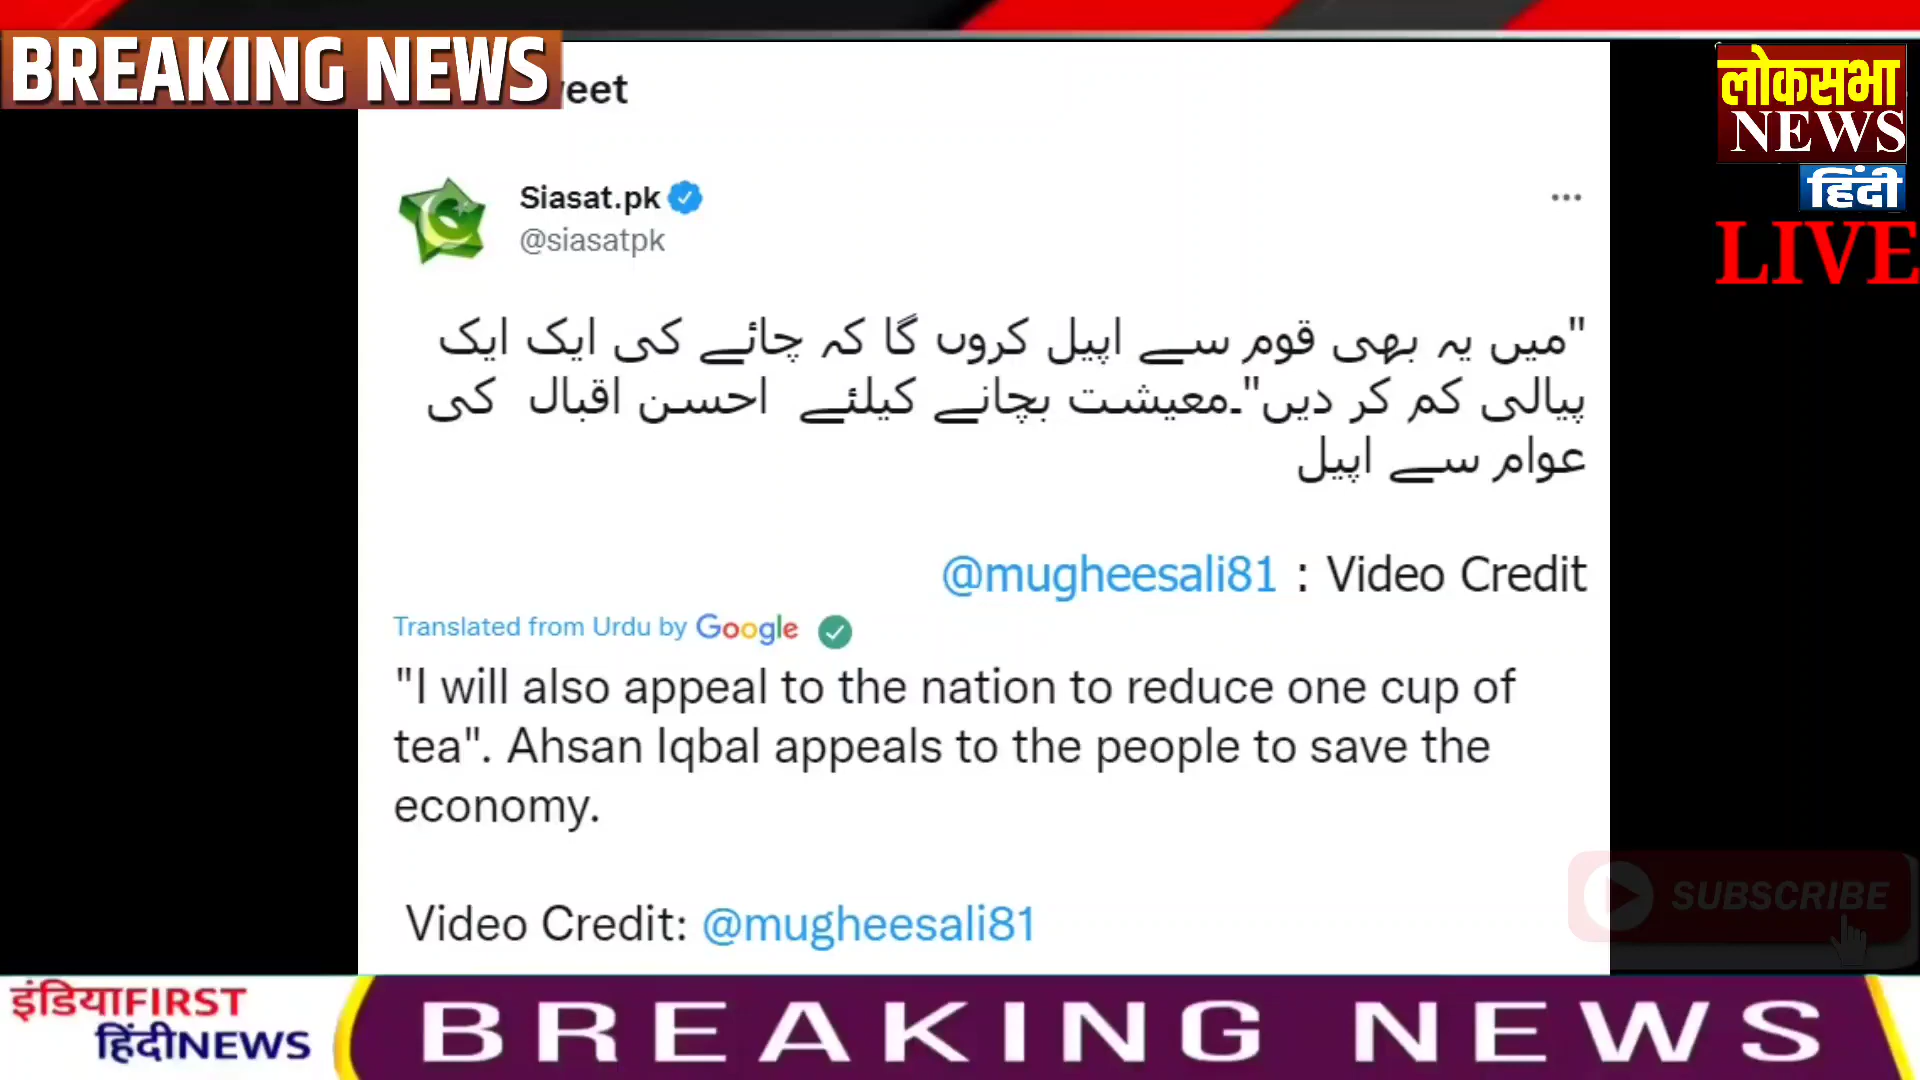 BREAKING NEWS
eet
लोकसभा
NEWS
हिंदी
LIVE
Siasat.pk
@siasatpk
"میں یہ بھی قوم سے اپیل کروں گا کہ چائے کی ایک ایک
پیالی کم کر دیں"۔معیشت بچانے کیلئے احسن اقبال کی
عوام سے اپیل
@mugheesali81 : Video Credit
Translated from Urdu by Google
"I will also appeal to the nation to reduce one cup of
tea". Ahsan Iqbal appeals to the people to save the
economy.
Video Credit: @mugheesali81
SUBSCRIBE
इंडियाFIRST
हिंदीNEWS
BREAKING NEWS